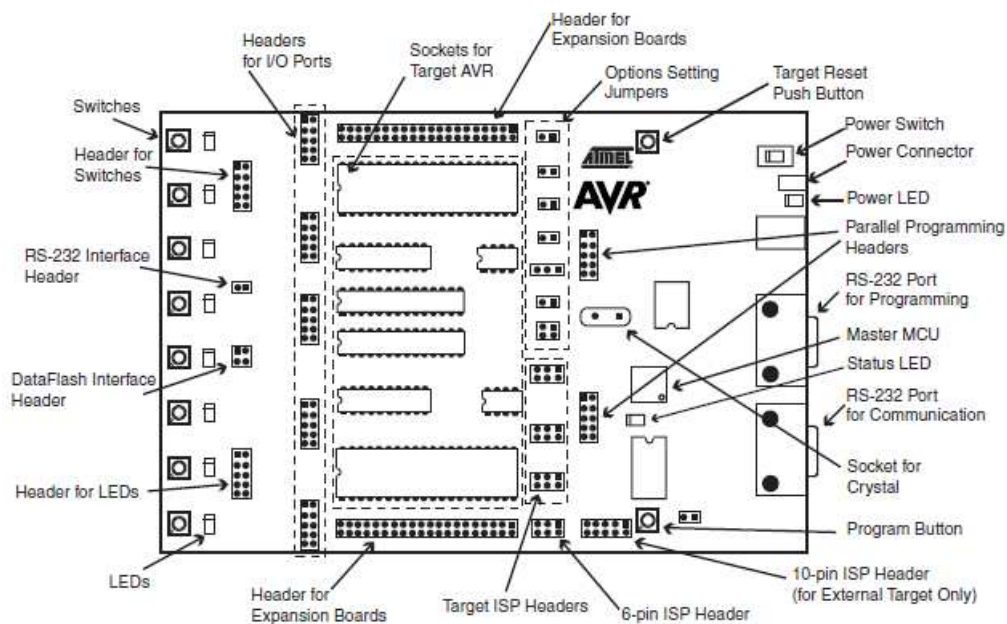 Header for
Expansion Boards
Headers
for I/O Ports
Sockets for
Target AVR
Options Setting
Jumpers
Target Reset
Push Button
Switches
Header for
Switches
Power Switch
Power Connector
Power LED
ATMEL
AVR®
Parallel Programming
Headers
RS-232 Interface
Header
RS-232 Port
for Programming
Master MCU
Status LED
DataFlash Interface
Header
RS-232 Port
for Communication
Socket for
Crystal
Header for LEDs
Program Button
LEDs
Header for
Expansion Boards
Target ISP Headers
6-pin ISP Header
10-pin ISP Header
(for External Target Only)